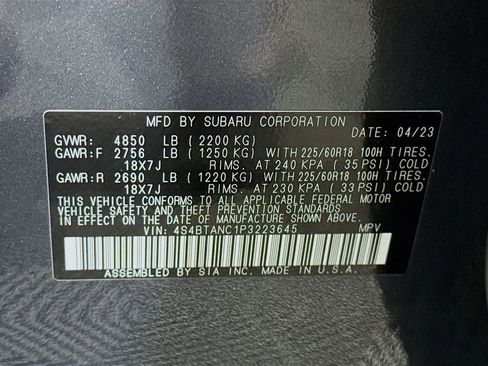 MFD BY SUBARU CORPORATION
GVWR: 4850 LB (2200 KG) DATE: 04/23
GAWR:F 2756 LB (1250 KG) WITH 225/60R18 100H TIRES.
18X7J RIMS. AT 240 KPA (35 PSI) COLD
GAWR:R 2690 LB (1220 KG) WITH 225/60R18 100H TIRES.
18X7J RIMS. AT 230 KPA (33 PSI) COLD
THIS VEHICLE CONFORMS TO ALL APPLICABLE FEDERAL MOTOR
VEHICLE SAFETY AND THEFT PREVENTION STANDARDS
IN EFFECT ON THE DATE OF MANUFACTURE SHOWN ABOVE.
VIN: 4S4BTANC1P3223645 MPV
ASSEMBLED BY SIA INC. MADE IN U.S.A.